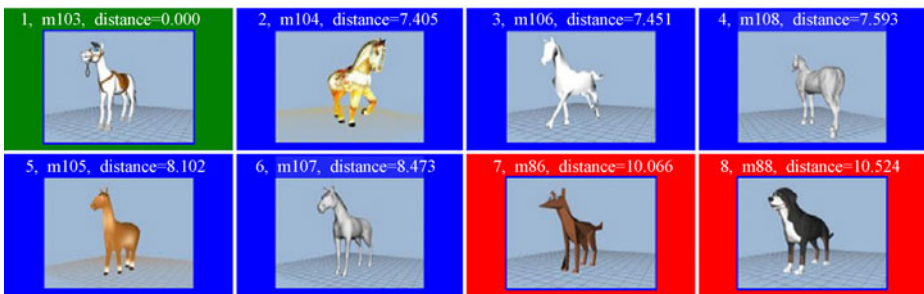 1, m103, distance=0.000
2, m104, distance=7.405
3, m106, distance=7.451
4, m108, distance=7.593
5, m105, distance=8.102
6, m107, distance=8.473
7, m86, distance=10.066
8, m88, distance=10.524